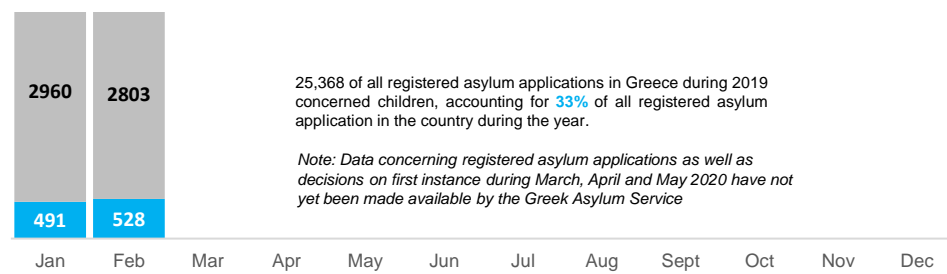 2960 2803
25,368 of all registered asylum applications in Greece during 2019
concerned children, accounting for 33% of all registered asylum
application in the country during the year.
Note: Data concerning registered asylum applications as well as
decisions on first instance during March, April and May 2020 have not
yet been made available by the Greek Asylum Service
491 528
Jan Feb Mar Apr May Jun Jul Aug Sept Oct Nov Dec